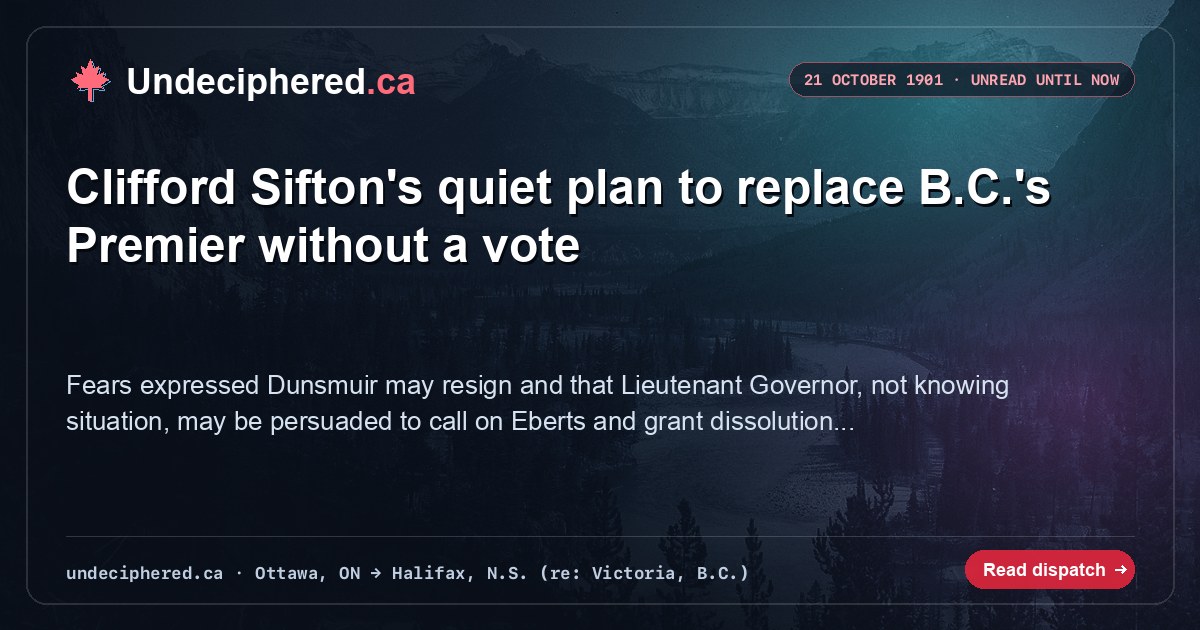 Undeciphered.ca
21 OCTOBER 1901 · UNREAD UNTIL NOW
Clifford Sifton's quiet plan to replace B.C.'s
Premier without a vote
Fears expressed Dunsmuir may resign and that Lieutenant Governor, not knowing
situation, may be persuaded to call on Eberts and grant dissolution...
undeciphered.ca · Ottawa, ON → Halifax, N.S. (re: Victoria, B.C.)
Read dispatch →